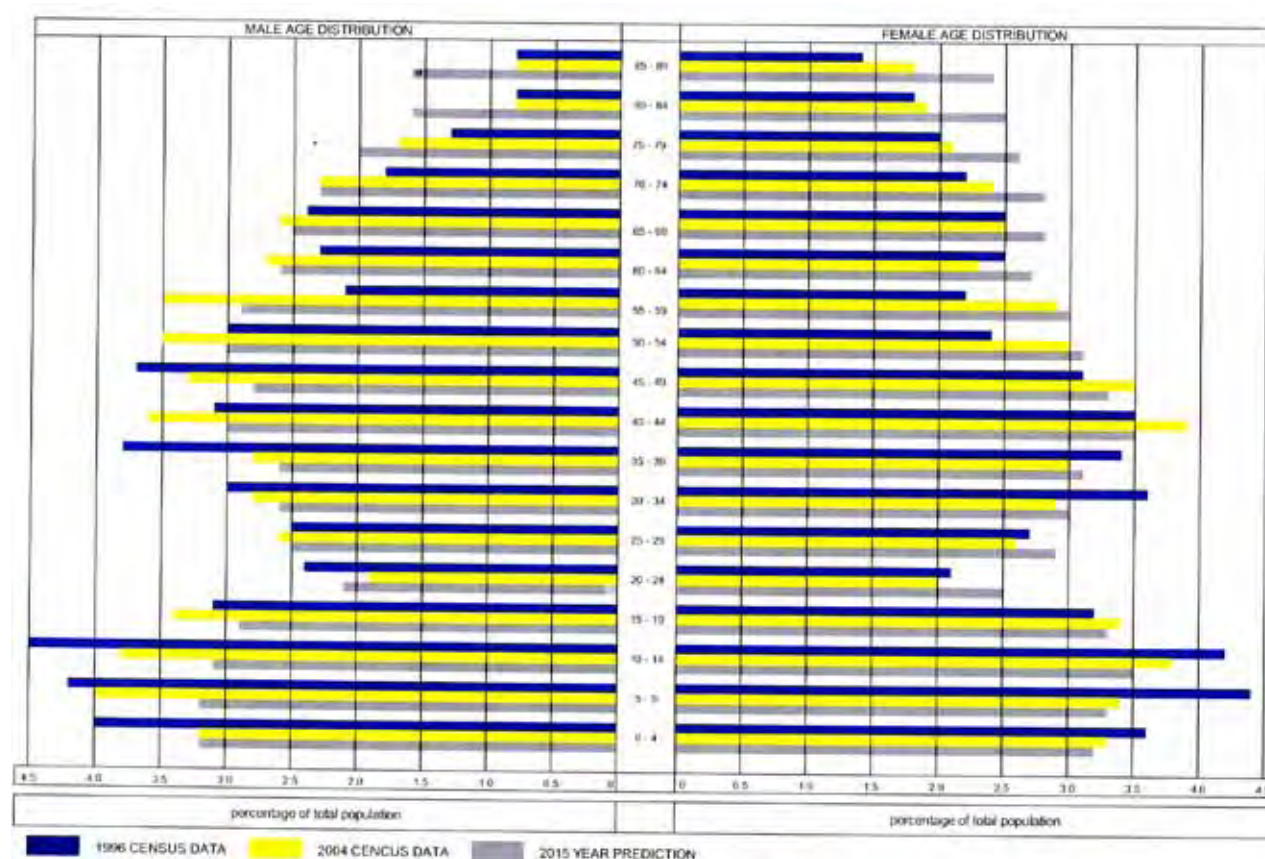 MALE AGE DISTRIBUTION
FEMALE AGE DISTRIBUTION
85 - 89
80 - 84
75 - 79
70 - 74
65 - 69
60 - 64
55 - 59
50 - 54
45 - 49
40 - 44
35 - 39
30 - 34
25 - 29
20 - 24
15 - 19
10 - 14
5 - 9
0 - 4
4.5 4.0 3.5 3.0 2.5 2.0 1.5 1.0 0.5 0
0 0.5 1.0 1.5 2.0 2.5 3.0 3.5 4.0
percentage of total population
percentage of total population
1996 CENSUS DATA
2004 CENCUS DATA
2015 YEAR PREDICTION